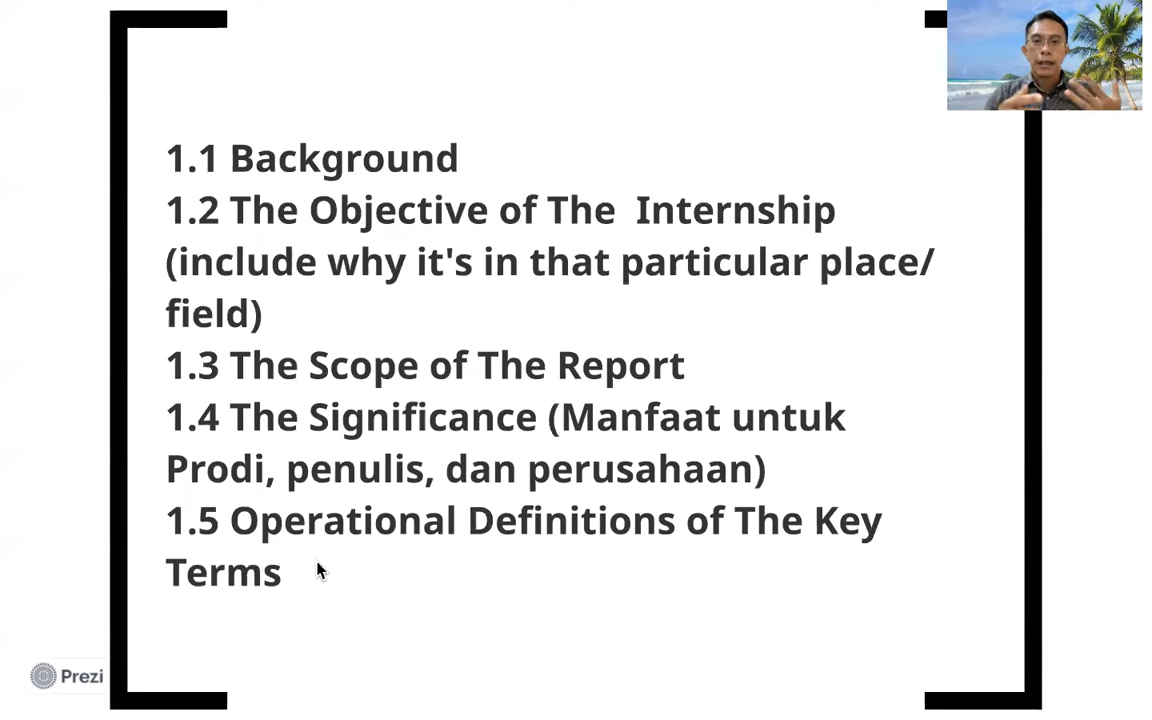 1.1 Background
1.2 The Objective of The  Internship
(include why it's in that particular place/
field)
1.3 The Scope of The Report
1.4 The Significance (Manfaat untuk
Prodi, penulis, dan perusahaan)
1.5 Operational Definitions of The Key
Terms
Prezi